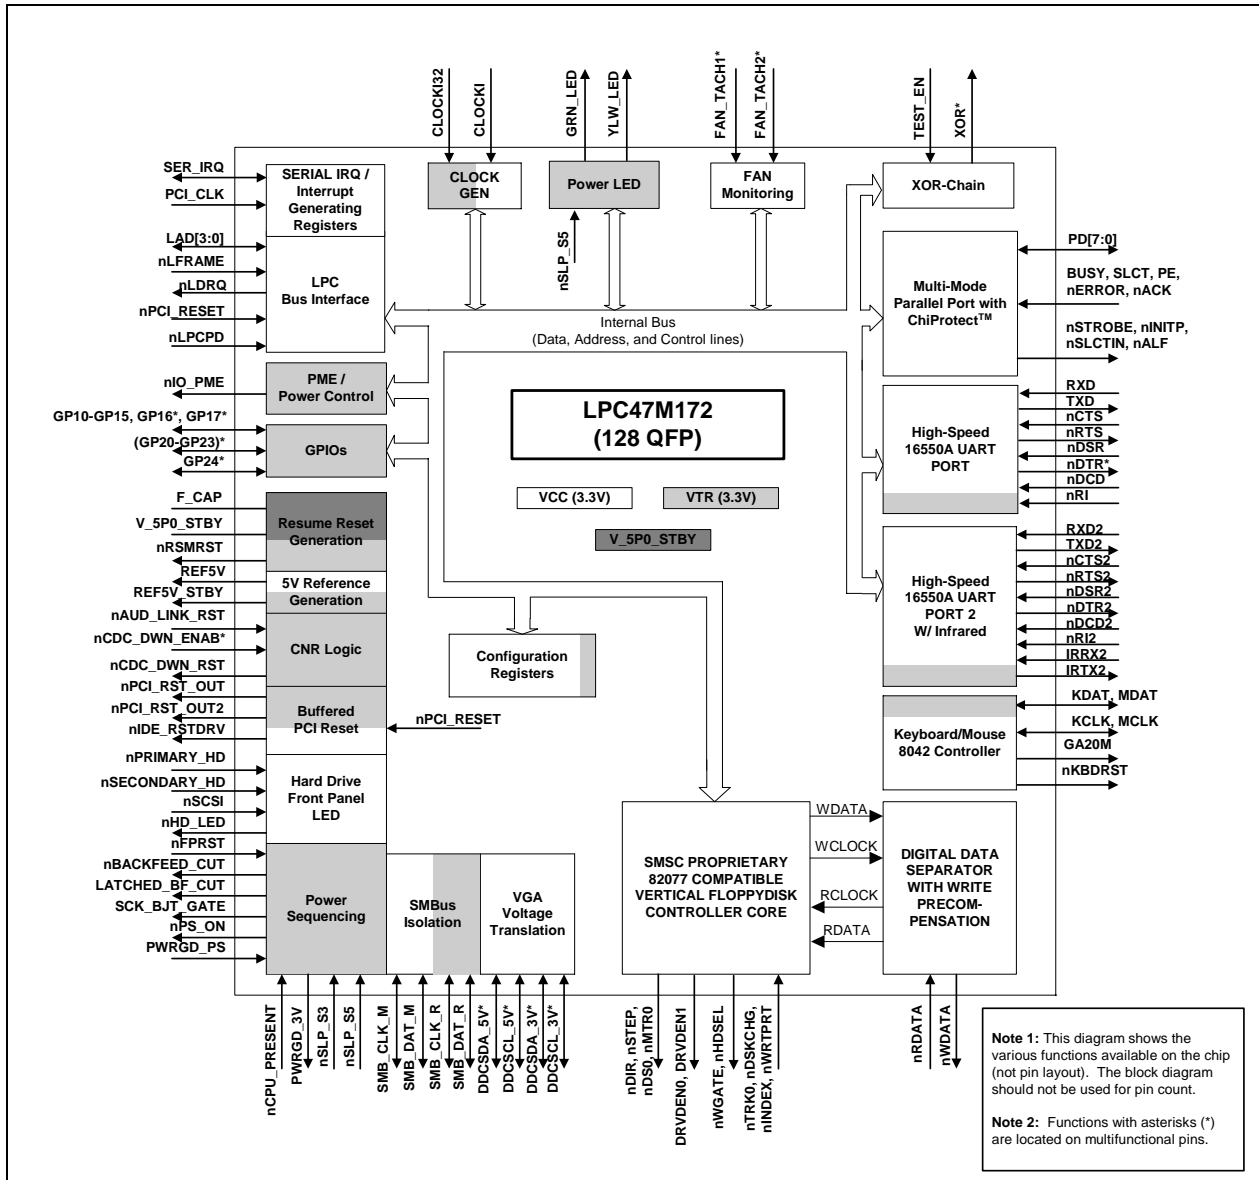 CLOCKI32
CLOCKI
GRN_LED
YLW_LED
FAN_TACH1*
FAN_TACH2*
TEST_EN
XOR*
SER_IRQ
PCI_CLK
LAD[3:0]
nLFRAME
nLDRQ
nPCI_RESET
nLPCPD
nIO_PME
GP10-GP15, GP16*, GP17*
(GP20-GP23)*
GP24*
F_CAP
V_5P0_STBY
nRSMRST
REF5V
REF5V_STBY
nAUD_LINK_RST
nCDC_DWN_ENAB*
nCDC_DWN_RST
nPCI_RST_OUT
nPCI_RST_OUT2
nIDE_RSTDRV
nPRIMARY_HD
nSECONDARY_HD
nSCSI
nHD_LED
nFPRST
nBACKFEED_CUT
LATCHED_BF_CUT
SCK_BJT_GATE
nPS_ON
PWRGD_PS
SERIAL IRQ /
Interrupt
Generating
Registers
LPC
Bus Interface
PME /
Power Control
GPIOs
Resume Reset
Generation
5V Reference
Generation
CNR Logic
Buffered
PCI Reset
nPCI_RESET
Hard Drive
Front Panel
LED
Power
Sequencing
SMBus
Isolation
VGA
Voltage
Translation
CLOCK
GEN
Power LED
nSLP_S5
FAN
Monitoring
XOR-Chain
Internal Bus
(Data, Address, and Control lines)
LPC47M172
(128 QFP)
VCC (3.3V)
VTR (3.3V)
V_5P0_STBY
Configuration
Registers
Multi-Mode
Parallel Port with
ChiProtect™
PD[7:0]
BUSY, SLCT, PE,
nERROR, nACK
nSTROBE, nINITP,
nSLCTIN, nALF
High-Speed
16550A UART
PORT
RXD
TXD
nCTS
nRTS
nDSR
nDTR*
nDCD
nRI
High-Speed
16550A UART
PORT 2
W/ Infrared
RXD2
TXD2
nCTS2
nRTS2
nDSR2
nDTR2
nDCD2
nRI2
IRRX2
IRTX2
Keyboard/Mouse
8042 Controller
KDAT, MDAT
KCLK, MCLK
GA20M
nKBDRST
SMSC PROPRIETARY
82077 COMPATIBLE
VERTICAL FLOPPYDISK
CONTROLLER CORE
WDATA
WCLOCK
RCLOCK
RDATA
DIGITAL DATA
SEPARATOR
WITH WRITE
PRECOM-
PENSATION
nCPU_PRESENT
PWRGD_3V
nSLP_S3
nSLP_S5
SMB_CLK_M
SMB_DAT_M
SMB_CLK_R
SMB_DAT_R
DDCSDA_5V*
DDCSCL_5V*
DDCSDA_3V*
DDCSCL_3V*
nDIR, nSTEP,
nDS0, nMTR0
DRVDEN0, DRVDEN1
nWGATE, nHDSEL
nTRK0, nDSKCHG,
nINDEX, nWRTPRT
nRDATA
nWDATA
Note 1: This diagram shows the
various functions available on the chip
(not pin layout). The block diagram
should not be used for pin count.
Note 2: Functions with asterisks (*)
are located on multifunctional pins.